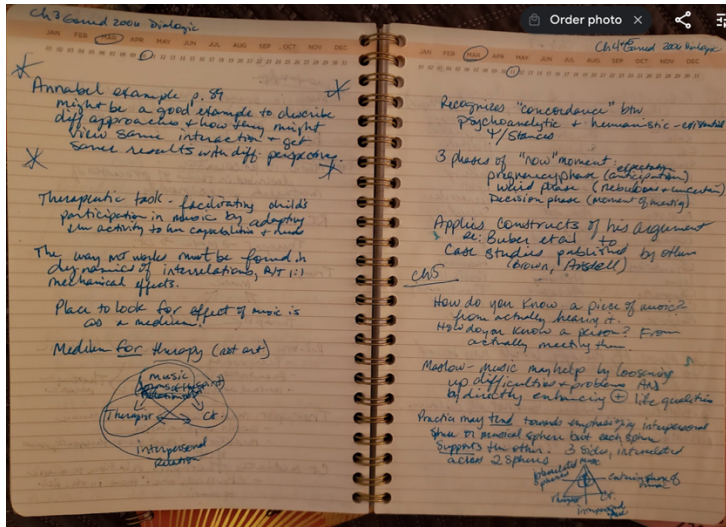 Order photo
Ch 3 Garred 2004 Dialogic
JAN FEB MAR APR MAY JUN JUL AUG SEP OCT NOV DEC
Annabel example p. 89
might be a good example to describe
diff approaches + how they might
view same interaction + get
same results with diff. perspective.
Therapeutic task - facilitating child's
participation in music by adapting
the activity to her capabilities + needs
The way MT works must be found in
dynamics of interrelations, 1:1
mechanical effects.
Place to look for effect of music is
as a medium!
Medium for therapy (not art)
music
Therapist
interpersonal
relation
JAN FEB MAR APR MAY JUN JUL AUG SEP OCT NOV DEC
Garred 2004 Dialogic
Recognizes "concordance" btw
psychoanalytic + humanistic-existential
/stances
3 phases of "now" moment:
pregnancy phase (anticipation) expectation
weird phase (nebulous + uncertain)
Decision phase (moment of meeting)
Applies constructs of his argument
re: Buber et al to
case studies published by others
(Brown, )
Ch 5
How do you know a piece of music?
from actually hearing it.
How do you know a person? From
actually meeting them
Maslow - music may help by loosening
up difficulties + problems AND
by directly enhancing + life qualities
Practice may tend towards emphasizing interpersonal
sphere or musical sphere but each sphere
supports the other. 3 sides, interrelated
across 2 spheres
music